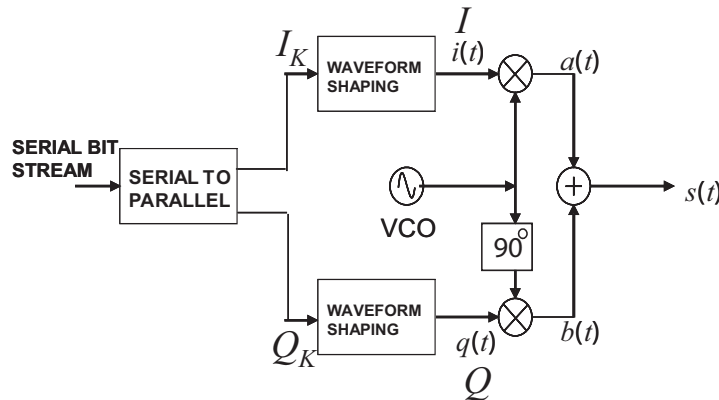 I
I_K
WAVEFORM
SHAPING
i(t)
a(t)
SERIAL BIT
STREAM
SERIAL TO
PARALLEL
VCO
+
s(t)
90°
Q_K
WAVEFORM
SHAPING
q(t)
b(t)
Q